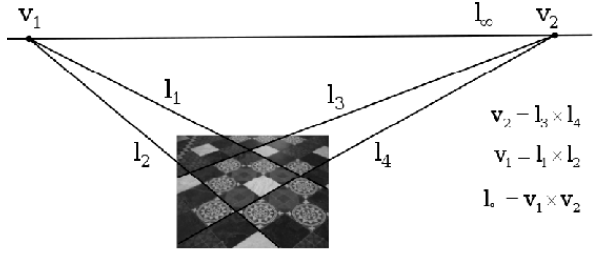 v₁
l∞
v₂
l₁
l₃
l₂
l₄
v₂ = l₃ × l₄
v₁ = l₁ × l₂
l∞ = v₁ × v₂